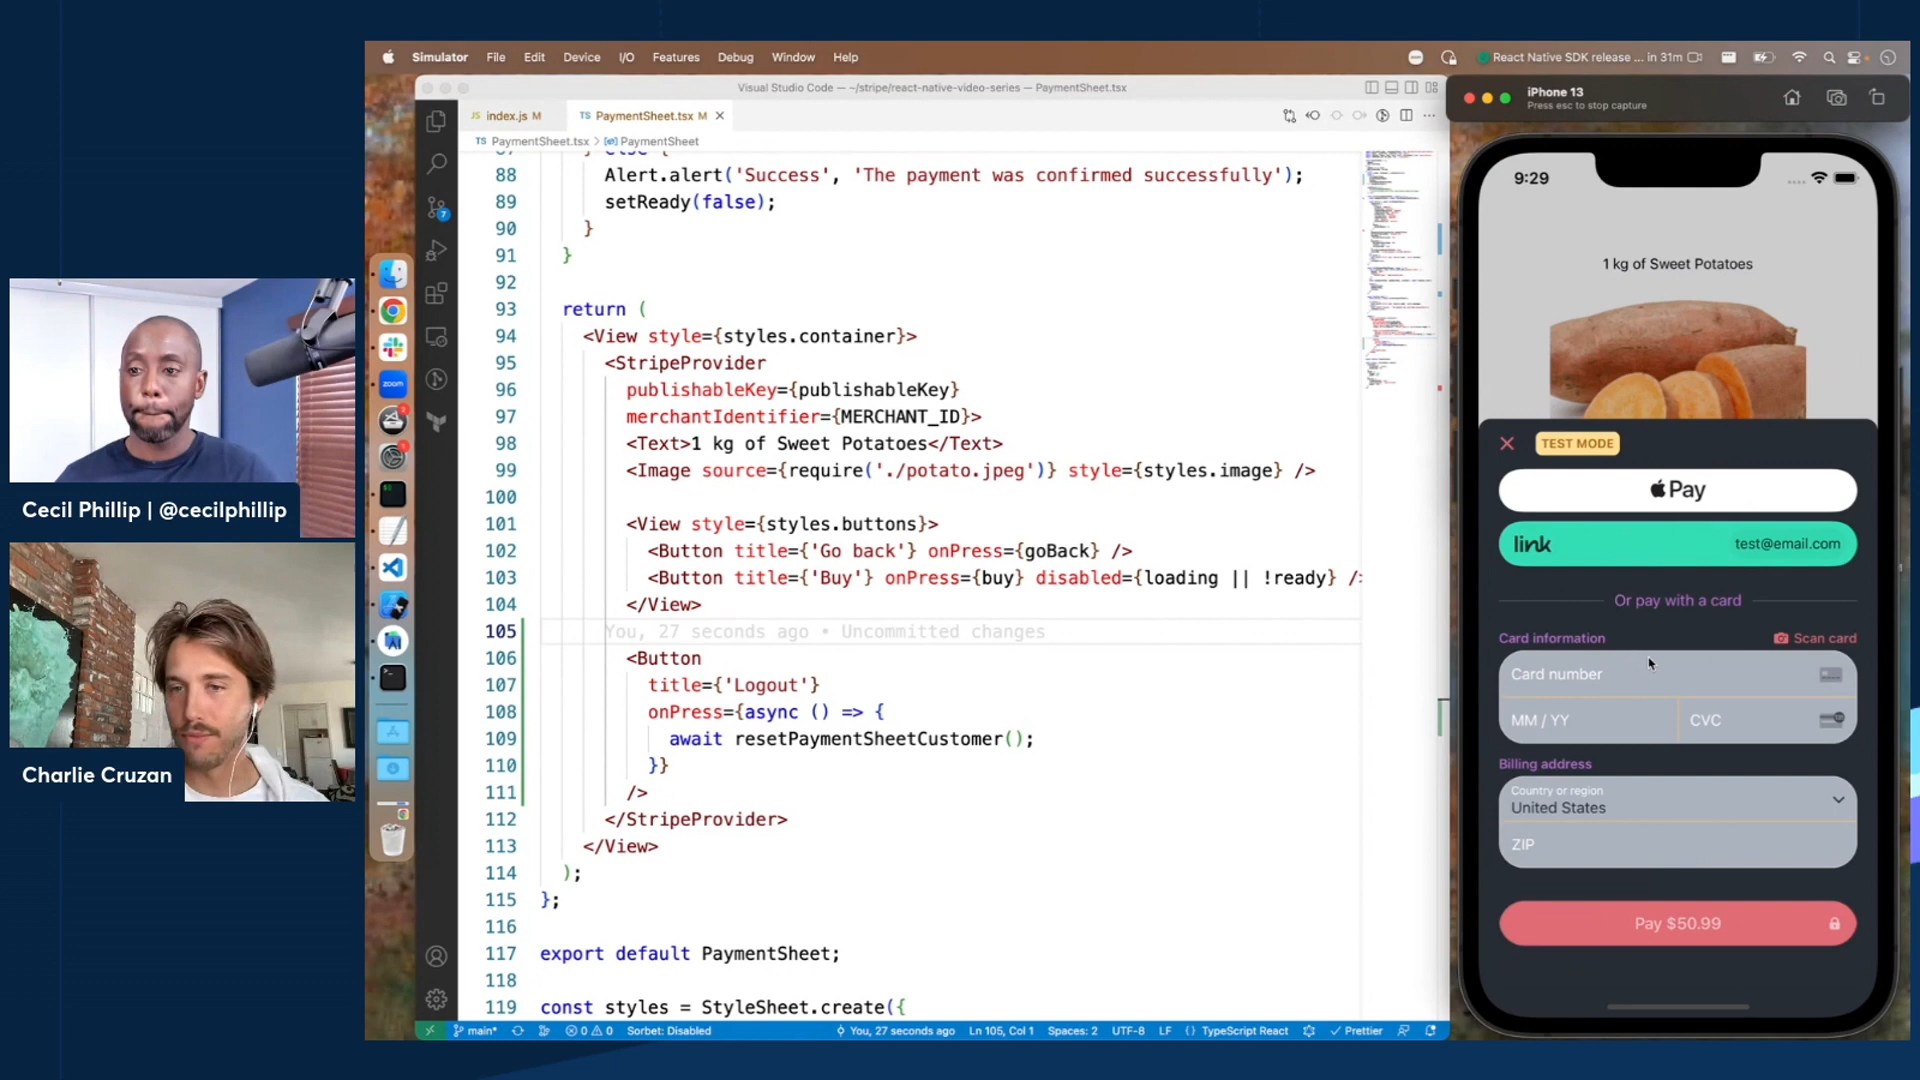 Simulator File Edit Device I/O Features Debug Window Help
React Native SDK release ... in 31m
Visual Studio Code — ~/stripe/react-native-video-series — PaymentSheet.tsx
JS index.js M
TS PaymentSheet.tsx M
TS PaymentSheet.tsx > PaymentSheet
88 Alert.alert('Success', 'The payment was confirmed successfully');
89 setReady(false);
90 }
91 }
92
93 return (
94 <View style={styles.container}>
95 <StripeProvider
96 publishableKey={publishableKey}
97 merchantIdentifier={MERCHANT_ID}>
98 <Text>1 kg of Sweet Potatoes</Text>
99 <Image source={require('./potato.jpeg')} style={styles.image} />
100
101 <View style={styles.buttons}>
102 <Button title={'Go back'} onPress={goBack} />
103 <Button title={'Buy'} onPress={buy} disabled={loading || !ready} />
104 </View>
105 You, 27 seconds ago • Uncommitted changes
106 <Button
107 title={'Logout'}
108 onPress={async () => {
109 await resetPaymentSheetCustomer();
110 }}
111 />
112 </StripeProvider>
113 </View>
114 );
115 };
116
117 export default PaymentSheet;
118
119 const styles = StyleSheet.create({
7
zoom
main*
0 0
Sorbet: Disabled
You, 27 seconds ago
Ln 105, Col 1
Spaces: 2
UTF-8
LF
{} TypeScript React
Prettier
iPhone 13
Press esc to stop capture
9:29
1 kg of Sweet Potatoes
TEST MODE
Pay
link test@email.com
Or pay with a card
Card information Scan card
Card number
MM / YY CVC
Billing address
Country or region
United States
ZIP
Pay $50.99
Cecil Phillip | @cecilphillip
Charlie Cruzan